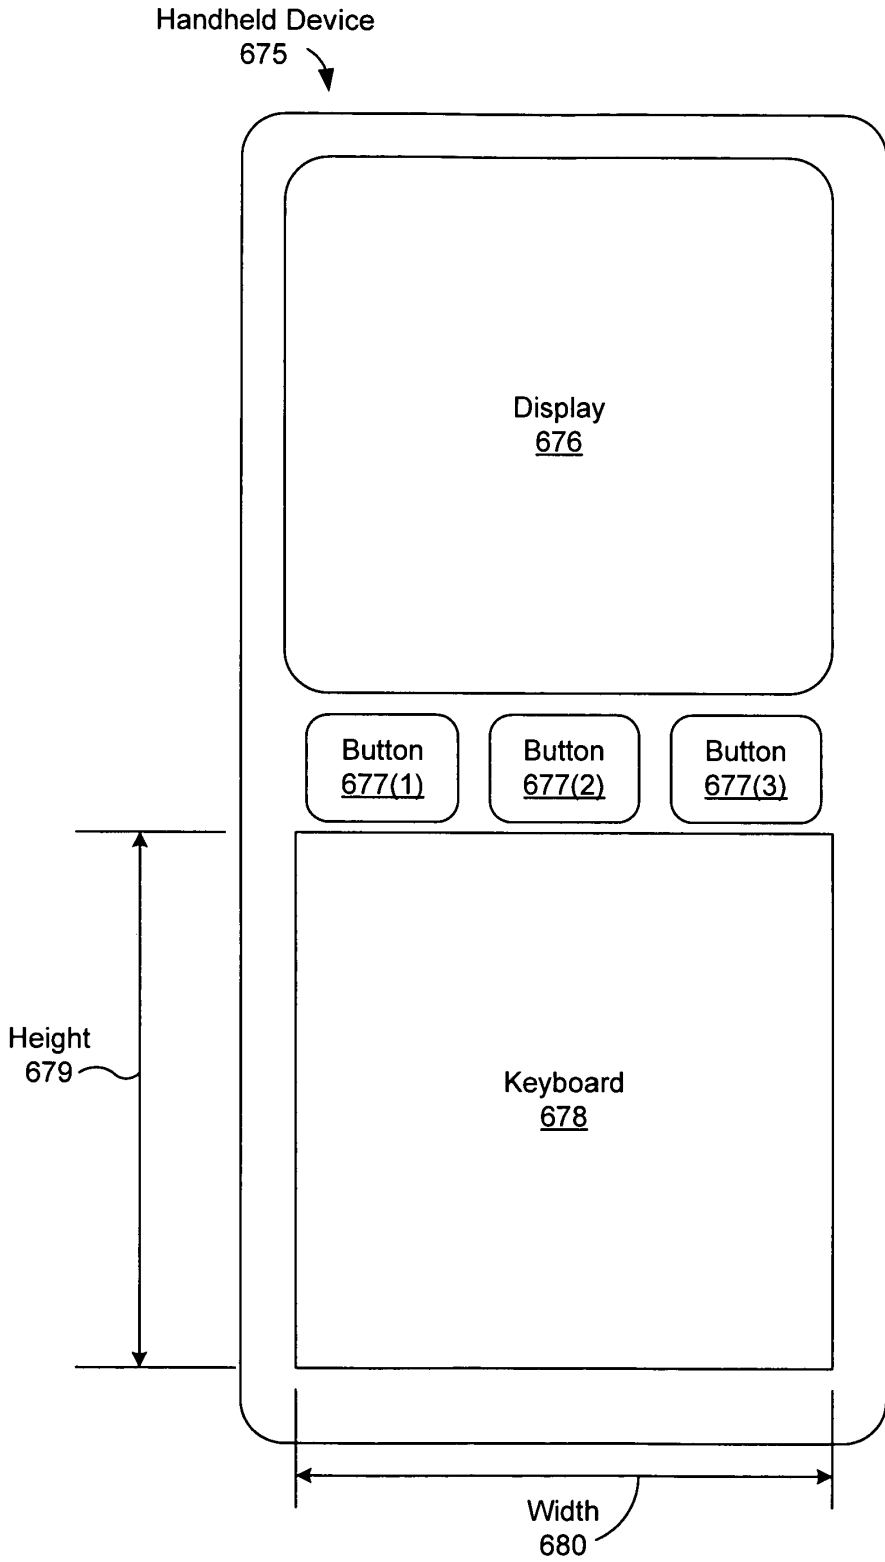 Handheld Device
675
Display
676
Button
677(1)
Button
677(2)
Button
677(3)
Height
679
Keyboard
678
Width
680